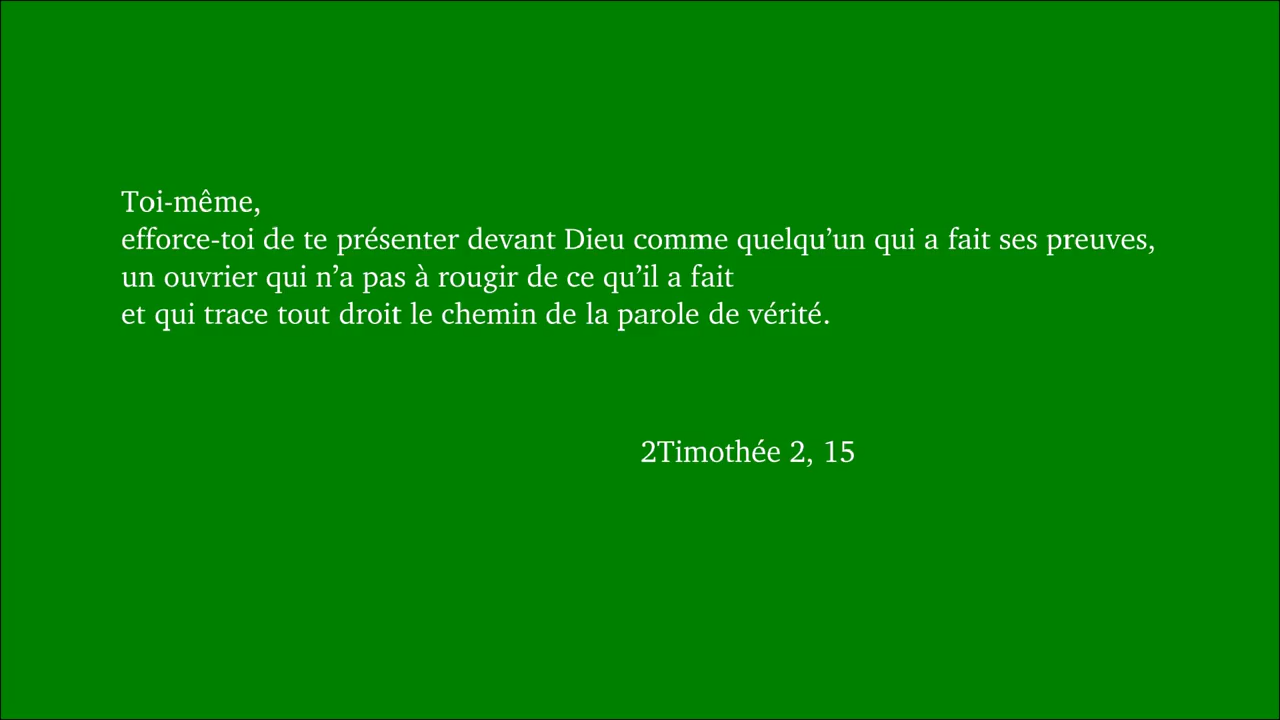 Toi-même,
efforce-toi de te présenter devant Dieu comme quelqu’un qui a fait ses preuves,
un ouvrier qui n’a pas à rougir de ce qu’il a fait
et qui trace tout droit le chemin de la parole de vérité.
2Timothée 2, 15